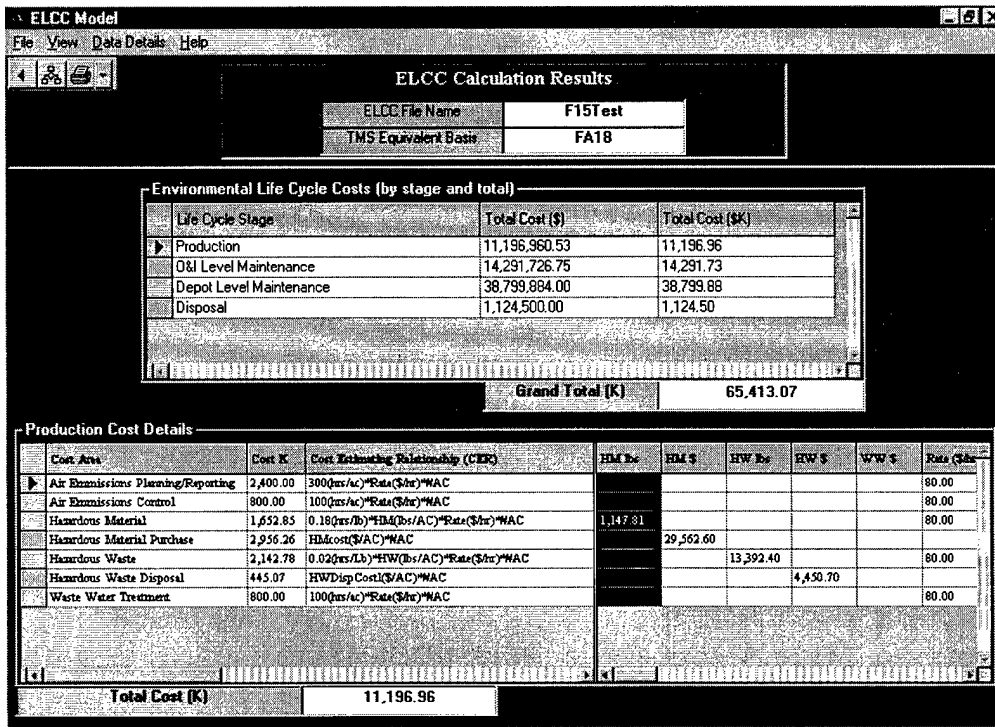 ELCC Model
File View Data Details Help
ELCC Calculation Results
ELCC File Name F15Test
TMS Equivalent Basis FA18
Environmental Life Cycle Costs (by stage and total)
Life Cycle Stage Total Cost ($) Total Cost ($K)
Production 11,196,960.53 11,196.96
O&I Level Maintenance 14,291,726.75 14,291.73
Depot Level Maintenance 38,799,884.00 38,799.88
Disposal 1,124,500.00 1,124.50
Grand Total (K) 65,413.07
Production Cost Details
Cost Area Cost K Cost Estimating Relationship (CER) HM lbs HM $ HW lbs HW $ WW $ Rate ($/hr
Air Emmissions Planning/Reporting 2,400.00 300(hrs/ac)*Rate($/hr)*#AC 80.00
Air Emmissions Control 800.00 100(hrs/ac)*Rate($/hr)*#AC 80.00
Hazardous Material 1,652.85 0.18(hrs/lb)*HM(lbs/AC)*Rate($/hr)*#AC 1,147.81 80.00
Hazardous Material Purchase 2,956.26 HMcost($/AC)*#AC 29,562.60
Hazardous Waste 2,142.78 0.02(hrs/Lb)*HW(lbs/AC)*Rate($/hr)*#AC 13,392.40 80.00
Hazardous Waste Disposal 445.07 HWDispCost1($/AC)*#AC 4,450.70
Waste Water Treatment 800.00 100(hrs/ac)*Rate($/hr)*#AC 80.00
Total Cost (K) 11,196.96